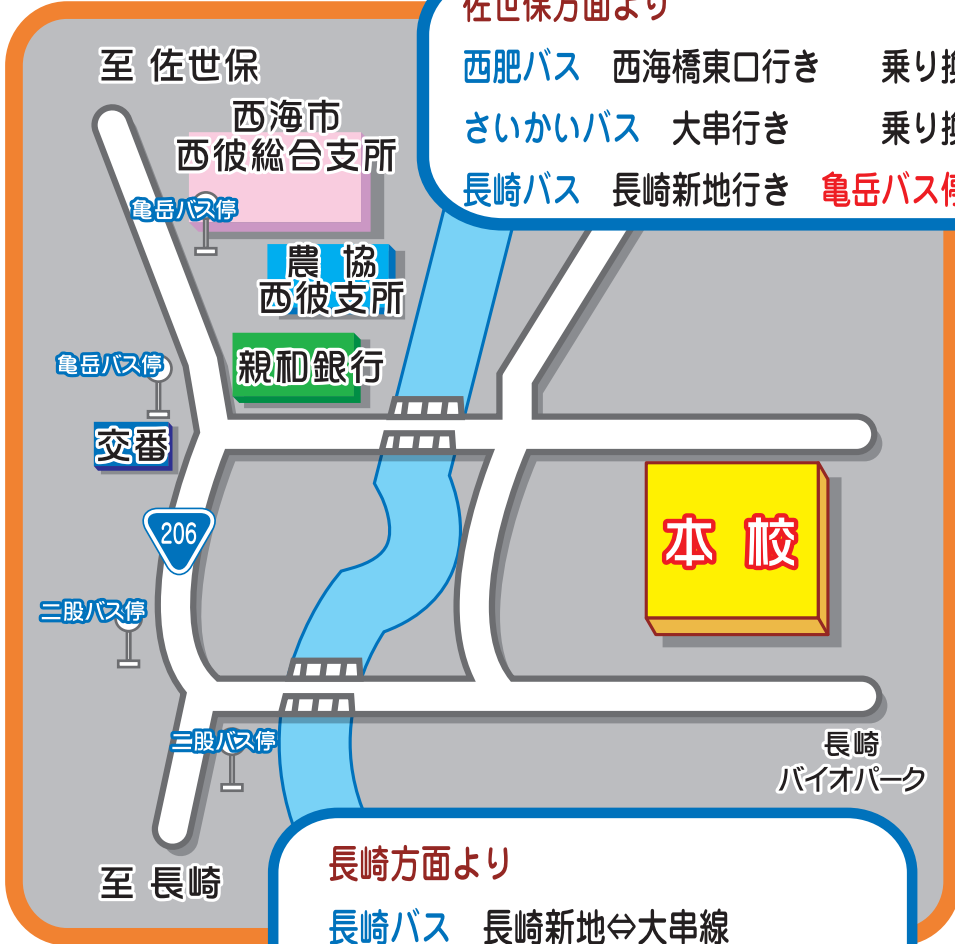 佐世保方面より
西肥バス 西海橋東口行き 乗り換
さいかいバス 大串行き 乗り換
長崎バス 長崎新地行き 亀岳バス停
至 佐世保
西海市
西彼総合支所
亀岳バス停
農 協
西彼支所
親和銀行
亀岳バス停
交番
206
本 校
二股バス停
二股バス停
長崎
バイオパーク
至 長崎
長崎方面より
長崎バス 長崎新地⇔大串線